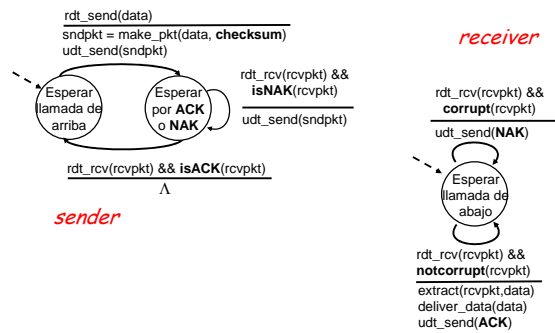 rdt_send(data)
sndpkt = make_pkt(data, checksum)
udt_send(sndpkt)
Esperar
llamada de
arriba
Esperar
por ACK
o NAK
rdt_rcv(rcvpkt) &&
isNAK(rcvpkt)
udt_send(sndpkt)
rdt_rcv(rcvpkt) && isACK(rcvpkt)
Λ
sender
receiver
rdt_rcv(rcvpkt) &&
corrupt(rcvpkt)
udt_send(NAK)
Esperar
llamada de
abajo
rdt_rcv(rcvpkt) &&
notcorrupt(rcvpkt)
extract(rcvpkt,data)
deliver_data(data)
udt_send(ACK)